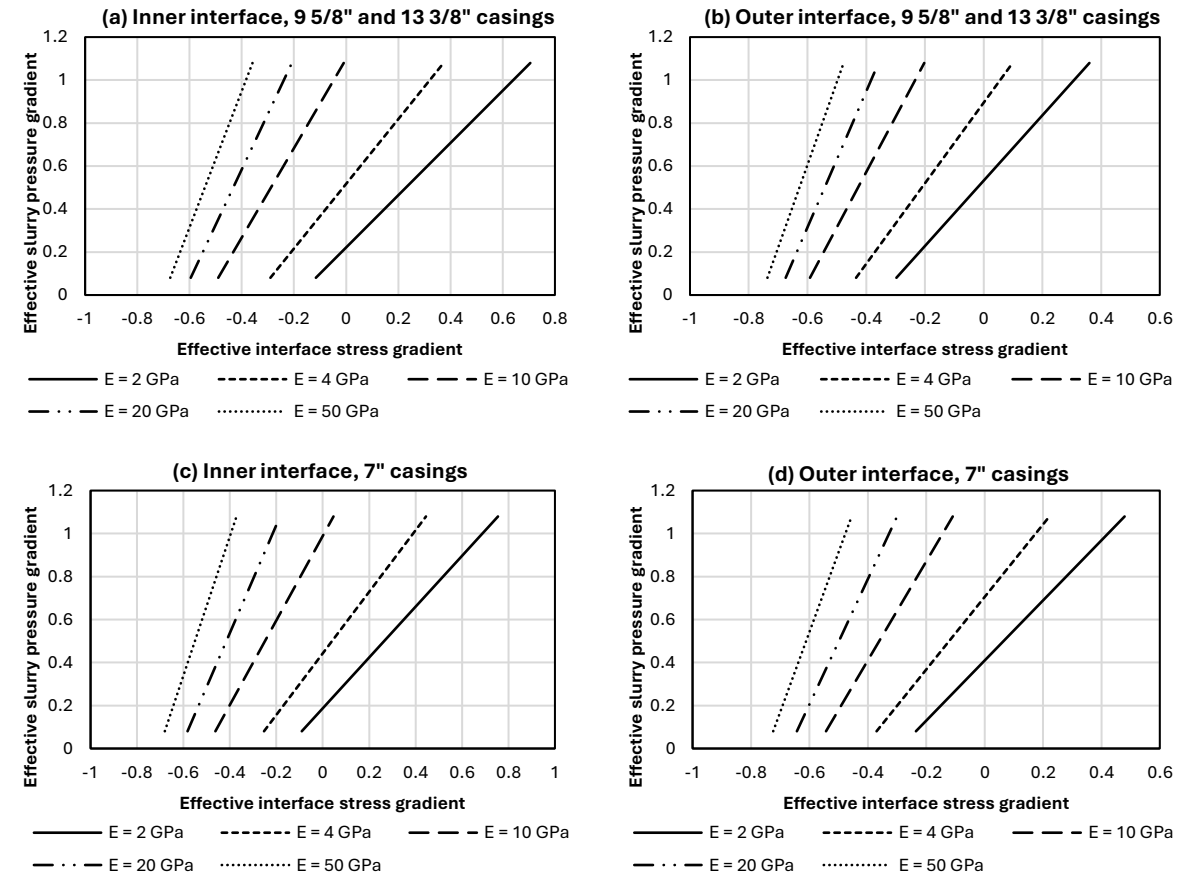 (a) Inner interface, 9 5/8" and 13 3/8" casings
Effective slurry pressure gradient
1.2
1
0.8
0.6
0.4
0.2
0
-1 -0.8 -0.6 -0.4 -0.2 0 0.2 0.4 0.6 0.8
Effective interface stress gradient
E = 2 GPa E = 4 GPa E = 10 GPa
E = 20 GPa E = 50 GPa
(b) Outer interface, 9 5/8" and 13 3/8" casings
Effective slurry pressure gradient
1.2
1
0.8
0.6
0.4
0.2
0
-1 -0.8 -0.6 -0.4 -0.2 0 0.2 0.4 0.6
Effective interface stress gradient
E = 2 GPa E = 4 GPa E = 10 GPa
E = 20 GPa E = 50 GPa
(c) Inner interface, 7" casings
Effective slurry pressure gradient
1.2
1
0.8
0.6
0.4
0.2
0
-1 -0.8 -0.6 -0.4 -0.2 0 0.2 0.4 0.6 0.8 1
Effective interface stress gradient
E = 2 GPa E = 4 GPa E = 10 GPa
E = 20 GPa E = 50 GPa
(d) Outer interface, 7" casings
Effective slurry pressure gradient
1.2
1
0.8
0.6
0.4
0.2
0
-1 -0.8 -0.6 -0.4 -0.2 0 0.2 0.4 0.6
Effective interface stress gradient
E = 2 GPa E = 4 GPa E = 10 GPa
E = 20 GPa E = 50 GPa